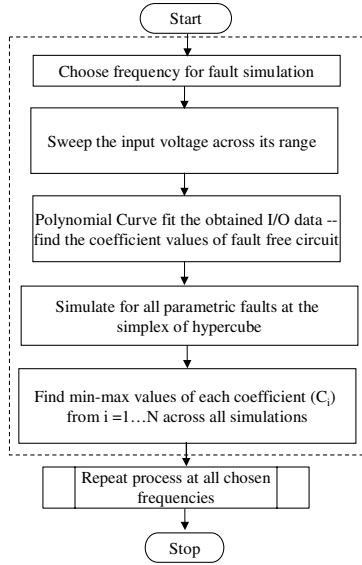 Start
Choose frequency for fault simulation
Sweep the input voltage across its range
Polynomial Curve fit the obtained I/O data --
find the coefficient values of fault free circuit
Simulate for all parametric faults at the
simplex of hypercube
Find min-max values of each coefficient (Ci)
from i =1…N across all simulations
Repeat process at all chosen
frequencies
Stop